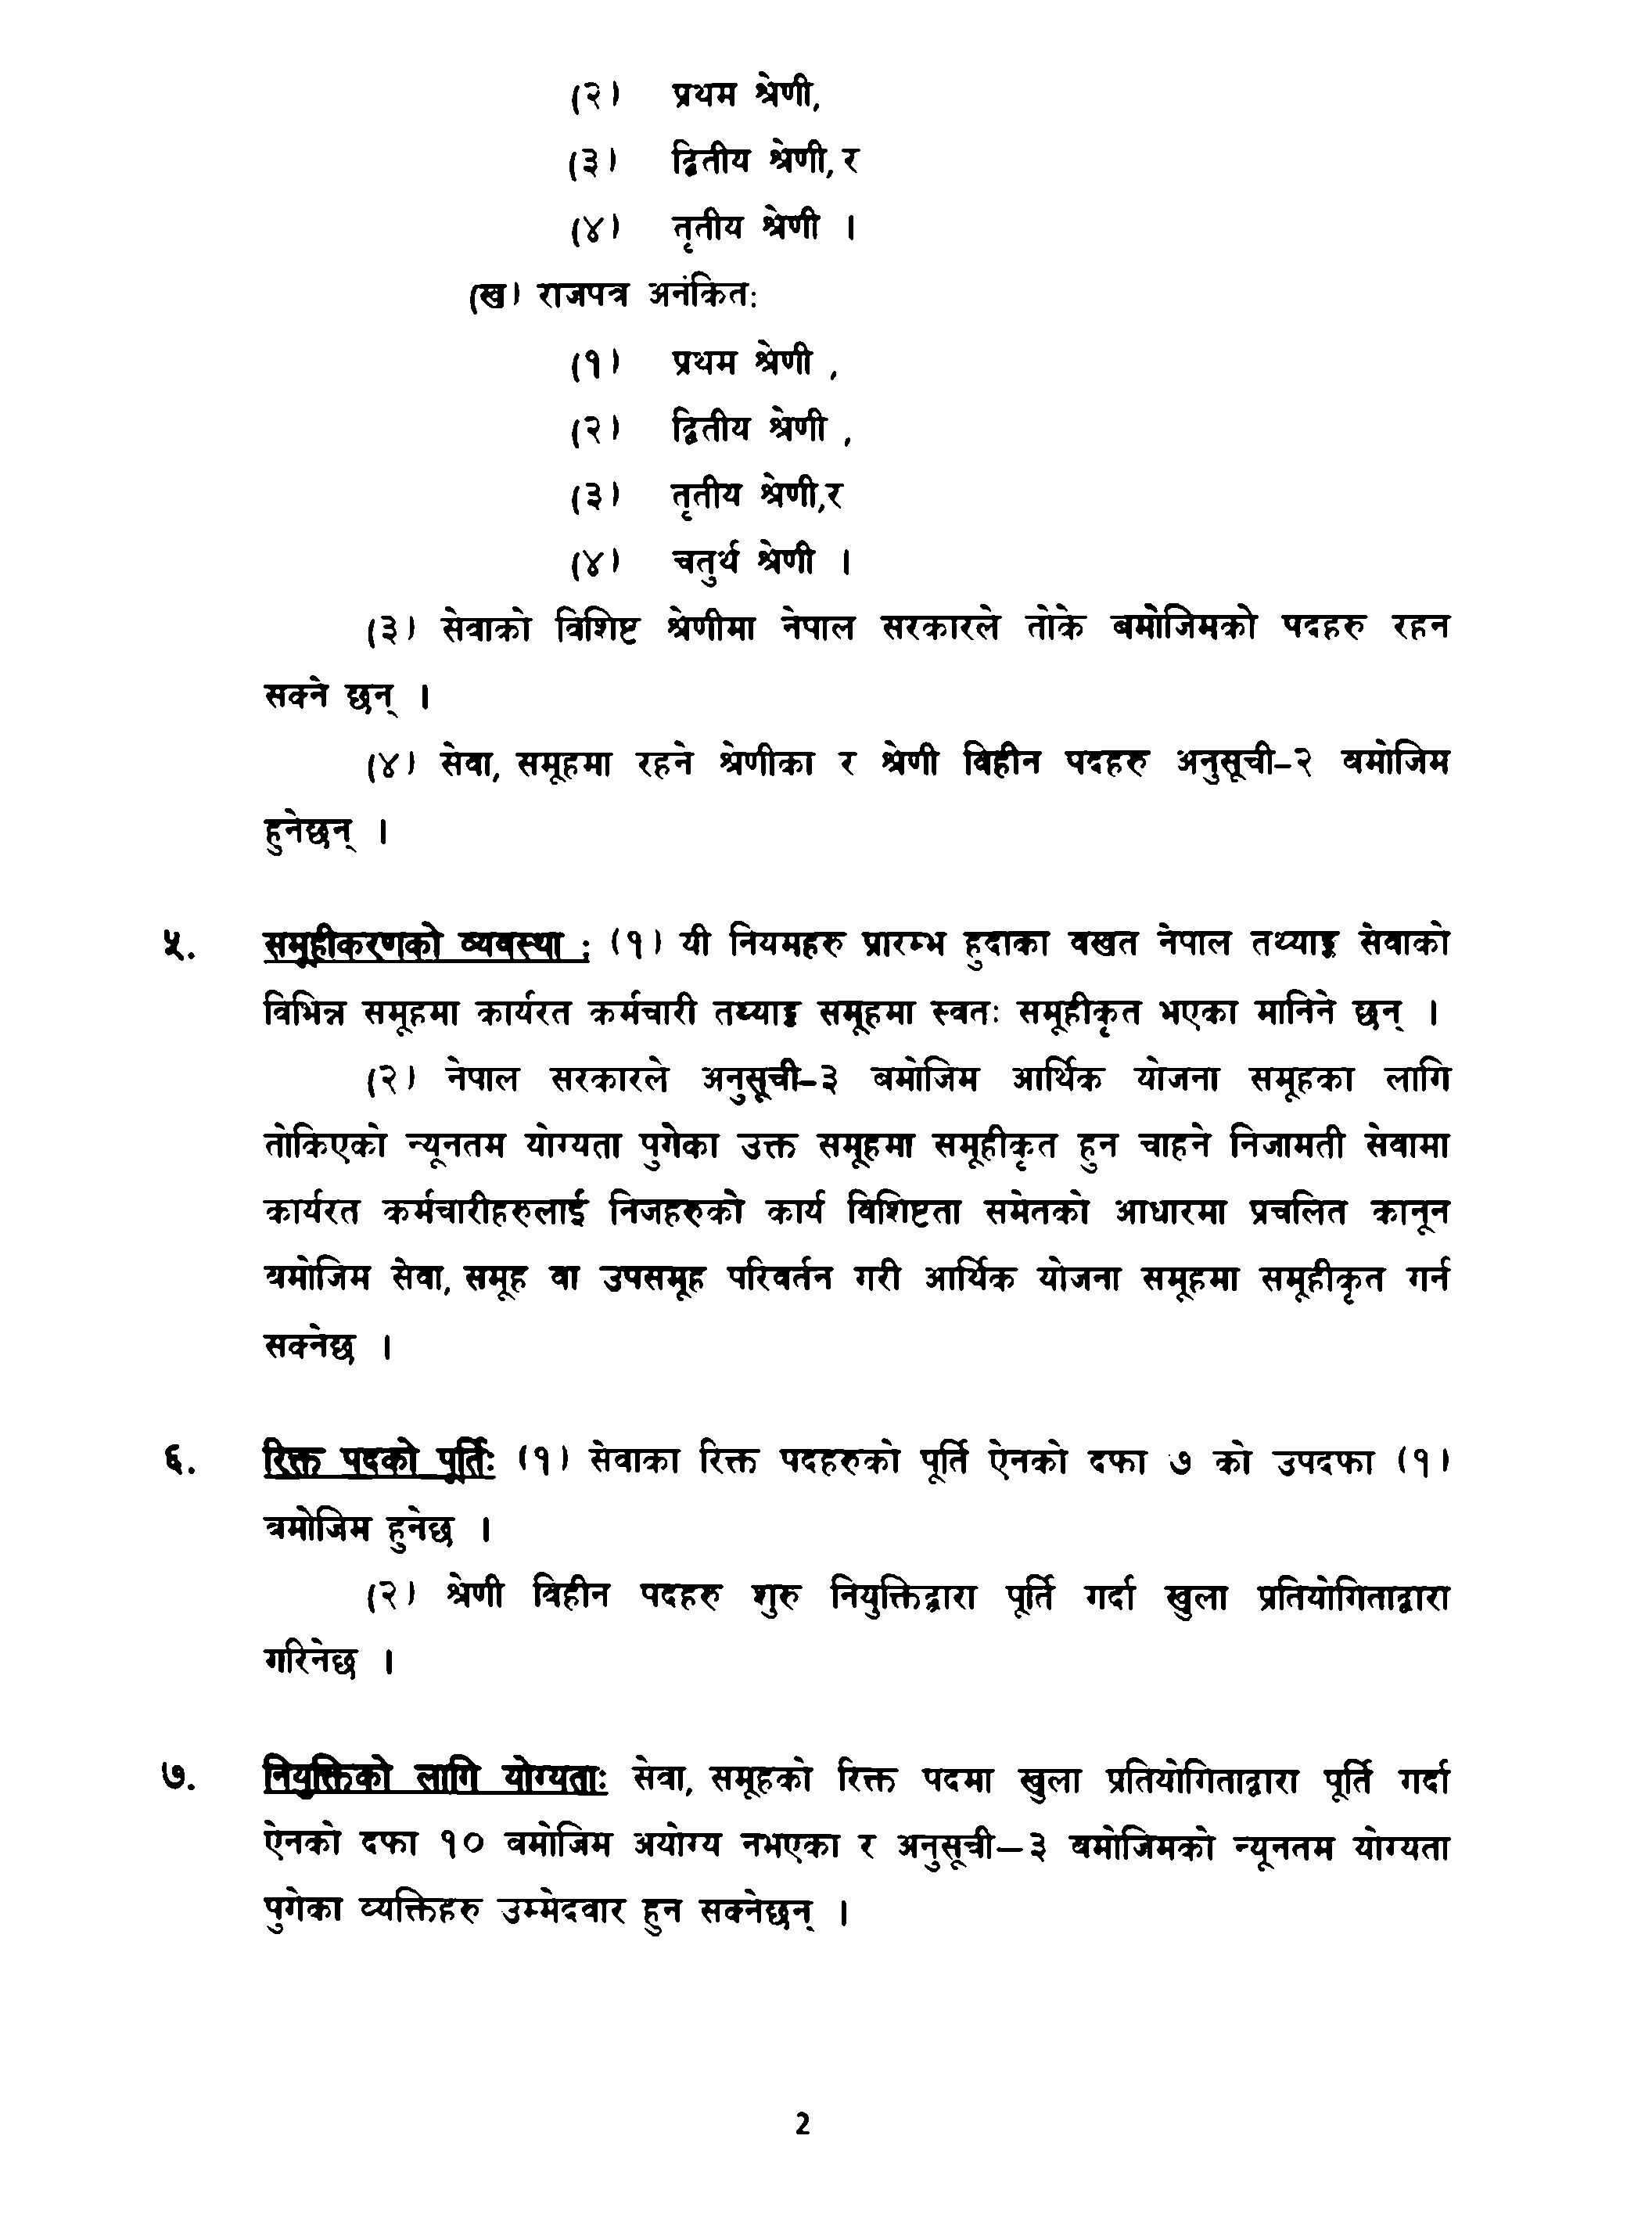 (२) प्रथम श्रेणी,
(३) द्वितीय श्रेणी, र
(४) तृतीय श्रेणी ।
(ख) राजपत्र अनंकित:
(१) प्रथम श्रेणी ,
(२) द्वितीय श्रेणी ,
(३) तृतीय श्रेणी,र
(४) चतुर्थ श्रेणी ।
(३) सेवाको विशिष्ट श्रेणीमा नेपाल सरकारले तोके बमोजिमको पदहरु रहन
सक्ने छन् ।
(४) सेवा, समूहमा रहने श्रेणीका र श्रेणी विहीन पदहरु अनुसूची–२ बमोजिम
हुनेछन् ।
५. समूहीकरणको व्यवस्था : (१) यी नियमहरु प्रारम्भ हुदाका बखत नेपाल तथ्याङ्क सेवाको
विभिन्न समूहमा कार्यरत कर्मचारी तथ्याङ्क समूहमा स्वतः समूहीकृत भएका मानिने छन् ।
(२) नेपाल सरकारले अनुसूची–३ बमोजिम आर्थिक योजना समूहका लागि
तोकिएको न्यूनतम योग्यता पुगेका उक्त समूहमा समूहीकृत हुन चाहने निजामती सेवामा
कार्यरत कर्मचारीहरुलाई निजहरुको कार्य विशिष्टता समेतको आधारमा प्रचलित कानून
बमोजिम सेवा, समूह वा उपसमूह परिवर्तन गरी आर्थिक योजना समूहमा समूहीकृत गर्न
सक्नेछ ।
६. रिक्त पदको पूर्तिः (१) सेवाका रिक्त पदहरुको पूर्ति ऐनको दफा ७ को उपदफा (१)
बमोजिम हुनेछ ।
(२) श्रेणी विहीन पदहरु शुरु नियुक्तिद्वारा पूर्ति गर्दा खुला प्रतियोगिताद्वारा
गरिनेछ ।
७. नियुक्तिको लागि योग्यताः सेवा, समूहको रिक्त पदमा खुला प्रतियोगिताद्वारा पूर्ति गर्दा
ऐनको दफा १० बमोजिम अयोग्य नभएका र अनुसूची–३ बमोजिमको न्यूनतम योग्यता
पुगेका व्यक्तिहरु उम्मेदवार हुन सक्नेछन् ।
2